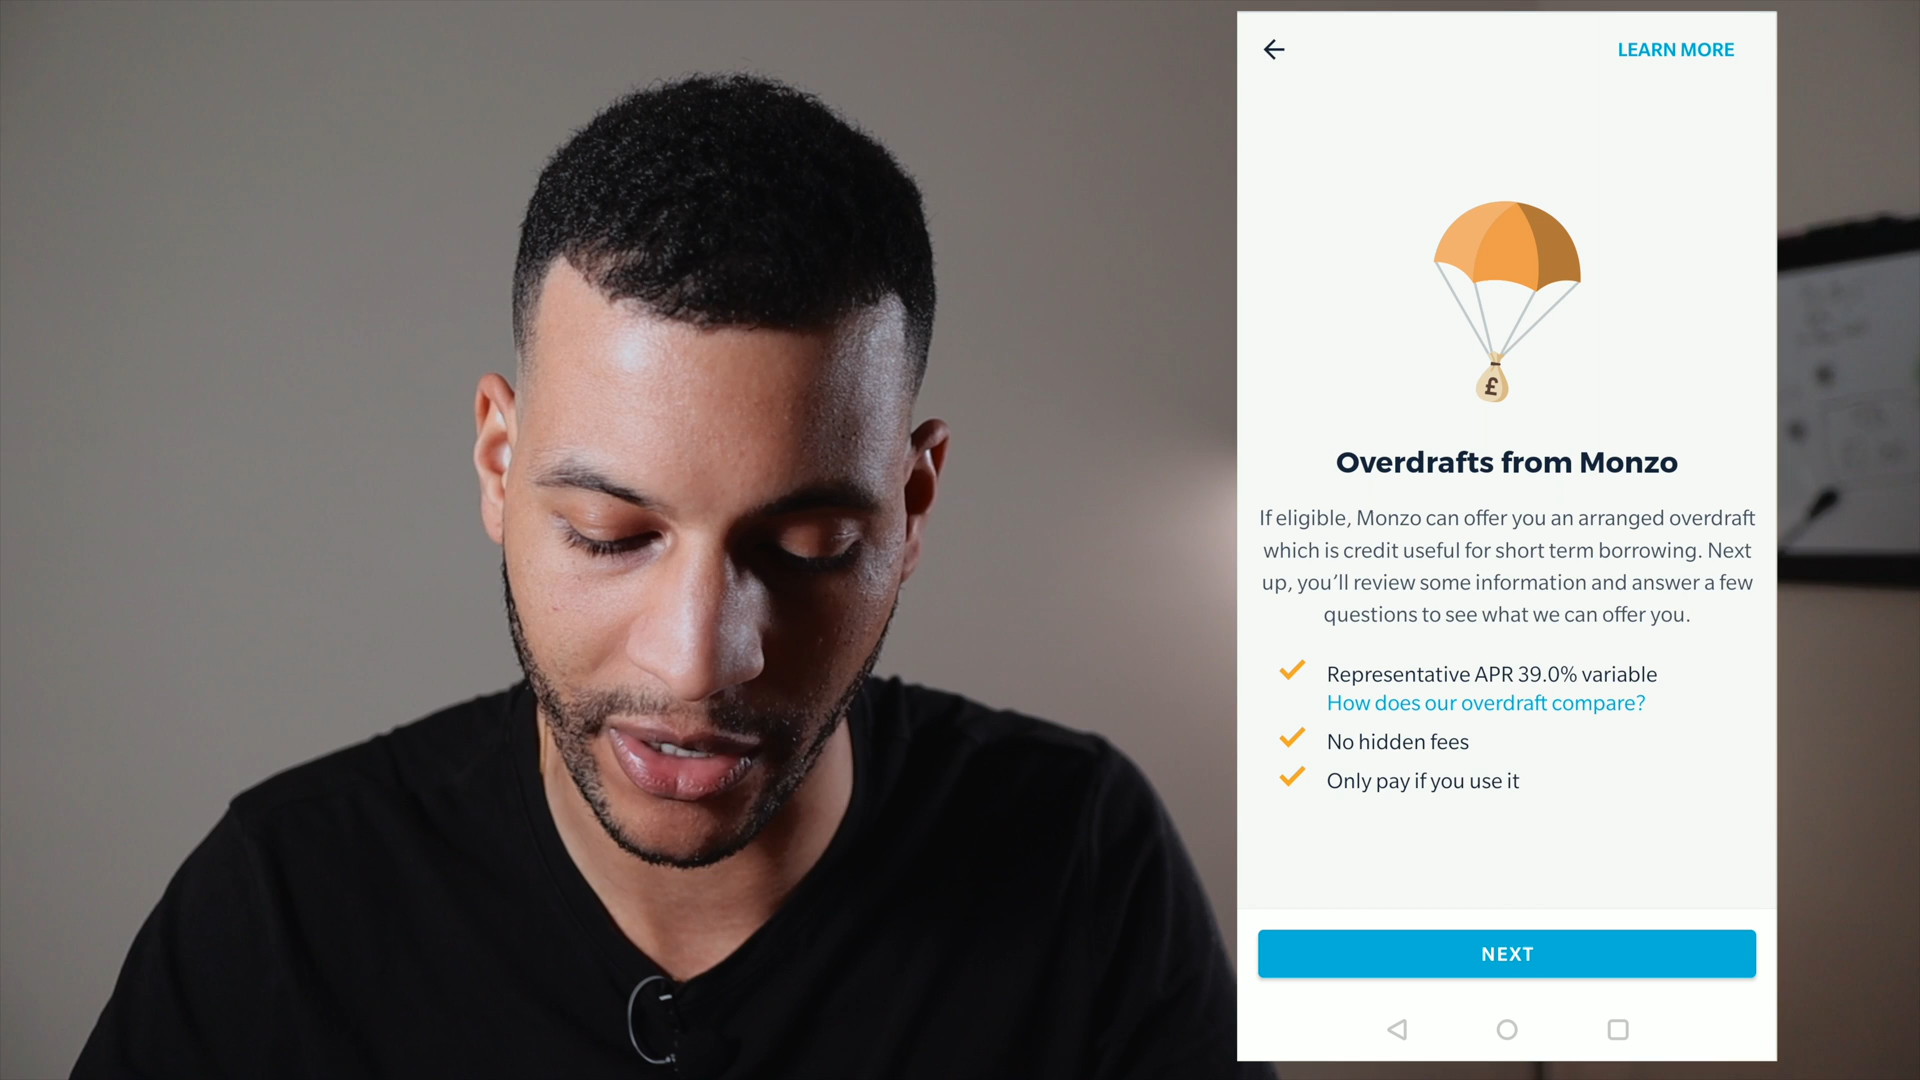 LEARN MORE
£
Overdrafts from Monzo
If eligible, Monzo can offer you an arranged overdraft
which is credit useful for short term borrowing. Next
up, you'll review some information and answer a few
questions to see what we can offer you.
Representative APR 39.0% variable
How does our overdraft compare?
No hidden fees
Only pay if you use it
NEXT